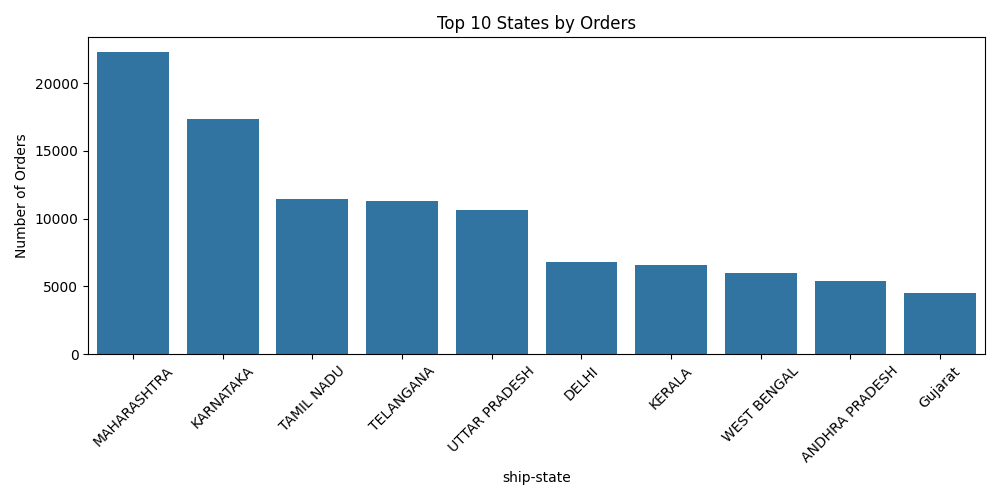 Top 10 States by Orders
Number of Orders
20000
15000
10000
5000
0
MAHARASHTRA
KARNATAKA
TAMIL NADU
TELANGANA
UTTAR PRADESH
DELHI
KERALA
WEST BENGAL
ANDHRA PRADESH
Gujarat
ship-state